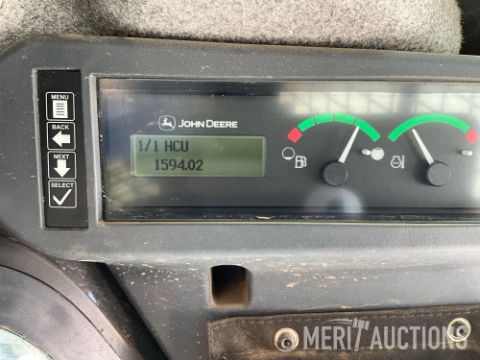 MENU
BACK
NEXT
SELECT
JOHN DEERE
1/1 HCU
1594.02
MERIT AUCTIONS